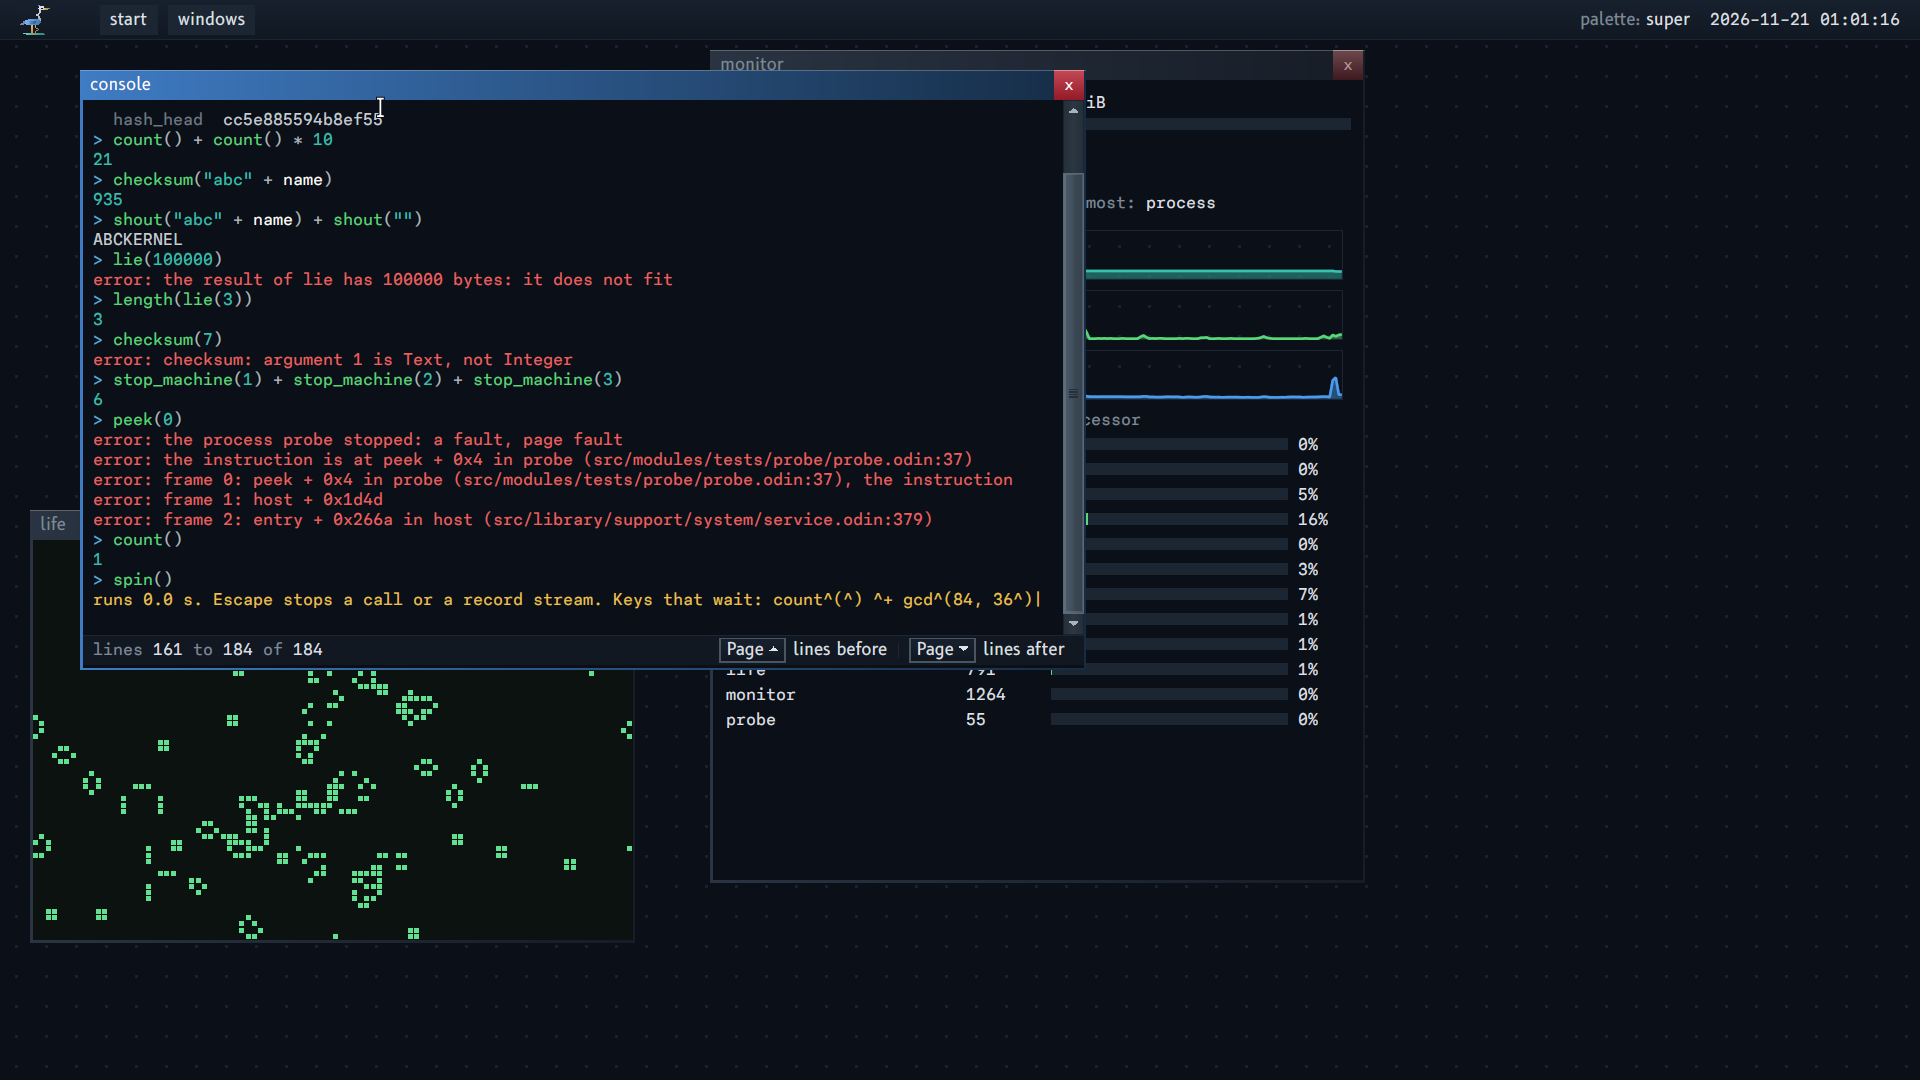 start
windows
palette: super 2026-11-21 01:01:16
monitor
x
console
x
iB
hash_head cc5e885594b8ef55
> count() + count() * 10
21
> checksum("abc" + name)
935
> shout("abc" + name) + shout("")
ABCKERNEL
> lie(100000)
error: the result of lie has 100000 bytes: it does not fit
> length(lie(3))
3
> checksum(7)
error: checksum: argument 1 is Text, not Integer
> stop_machine(1) + stop_machine(2) + stop_machine(3)
6
> peek(0)
error: the process probe stopped: a fault, page fault
error: the instruction is at peek + 0x4 in probe (src/modules/tests/probe/probe.odin:37)
error: frame 0: peek + 0x4 in probe (src/modules/tests/probe/probe.odin:37), the instruction
error: frame 1: host + 0x1d4d
error: frame 2: entry + 0x266a in host (src/library/support/system/service.odin:379)
> count()
1
> spin()
runs 0.0 s. Escape stops a call or a record stream. Keys that wait: count^(^) ^+ gcd^(84, 36^)|
lines 161 to 184 of 184
Page lines before
Page lines after
most: process
cessor
0%
0%
5%
16%
0%
3%
7%
1%
1%
life 791 1%
monitor 1264 0%
probe 55 0%
life